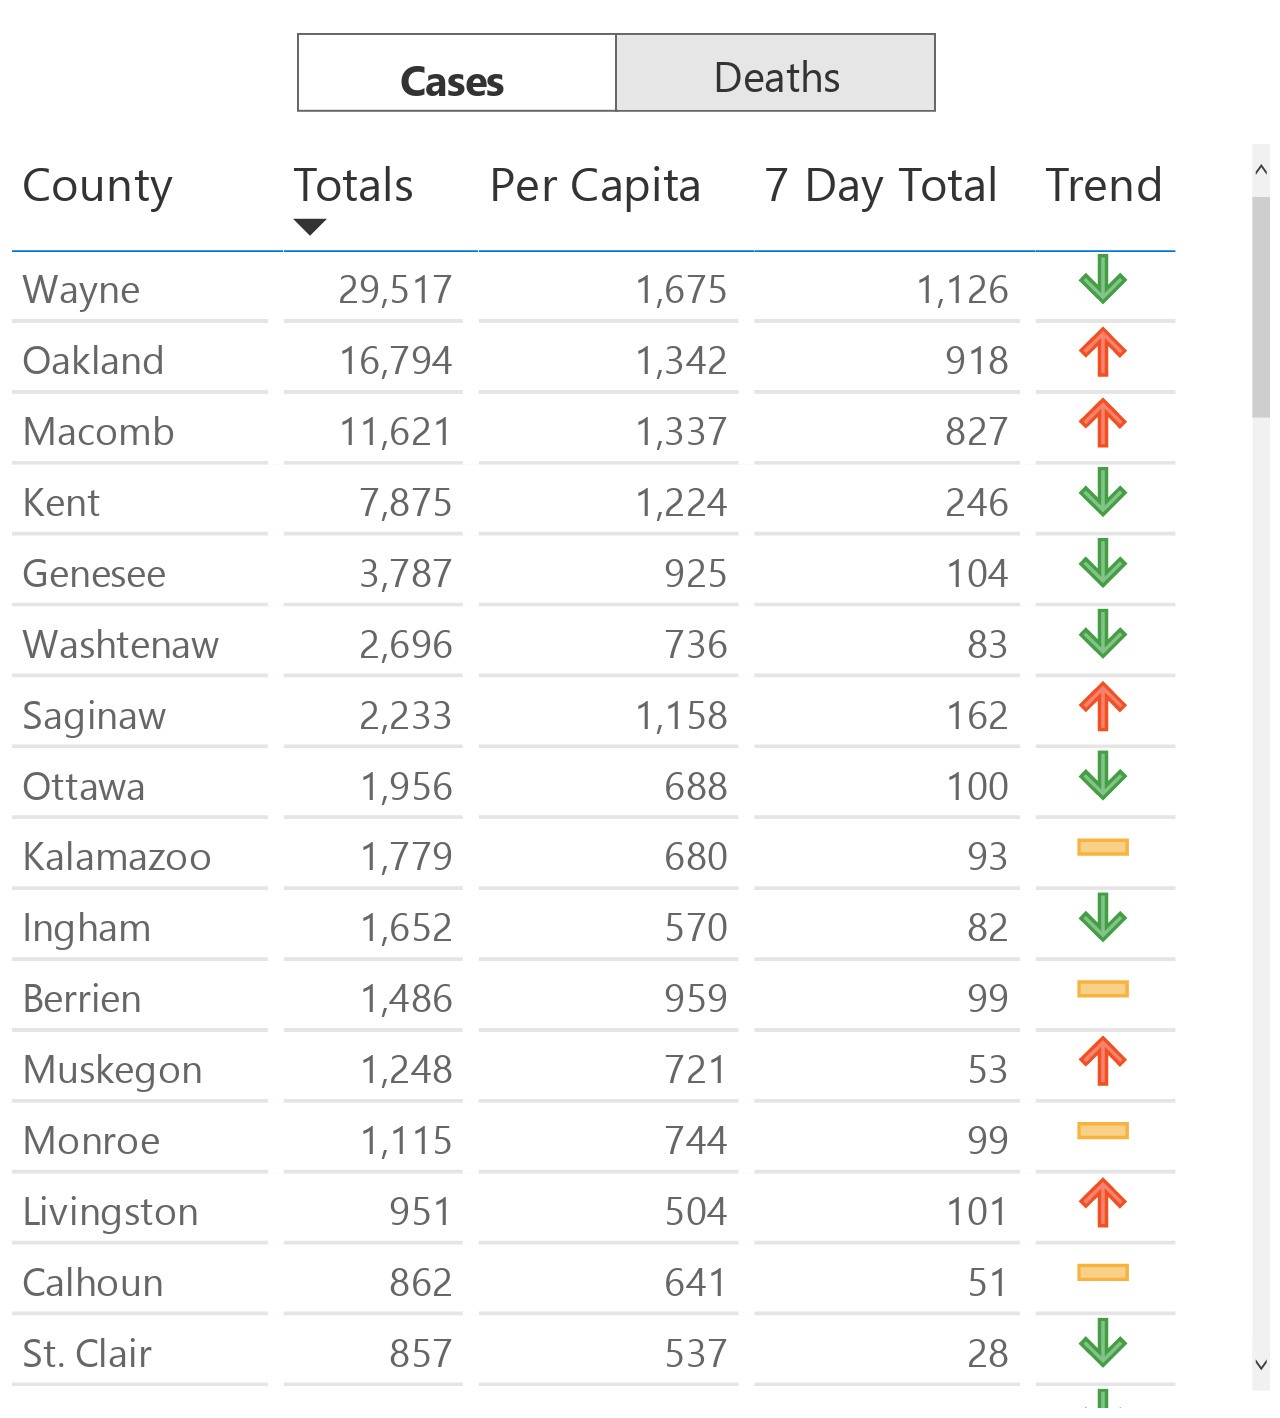 Cases Deaths
County Totals Per Capita 7 Day Total Trend
Wayne 29,517 1,675 1,126
Oakland 16,794 1,342 918
Macomb 11,621 1,337 827
Kent 7,875 1,224 246
Genesee 3,787 925 104
Washtenaw 2,696 736 83
Saginaw 2,233 1,158 162
Ottawa 1,956 688 100
Kalamazoo 1,779 680 93
Ingham 1,652 570 82
Berrien 1,486 959 99
Muskegon 1,248 721 53
Monroe 1,115 744 99
Livingston 951 504 101
Calhoun 862 641 51
St. Clair 857 537 28